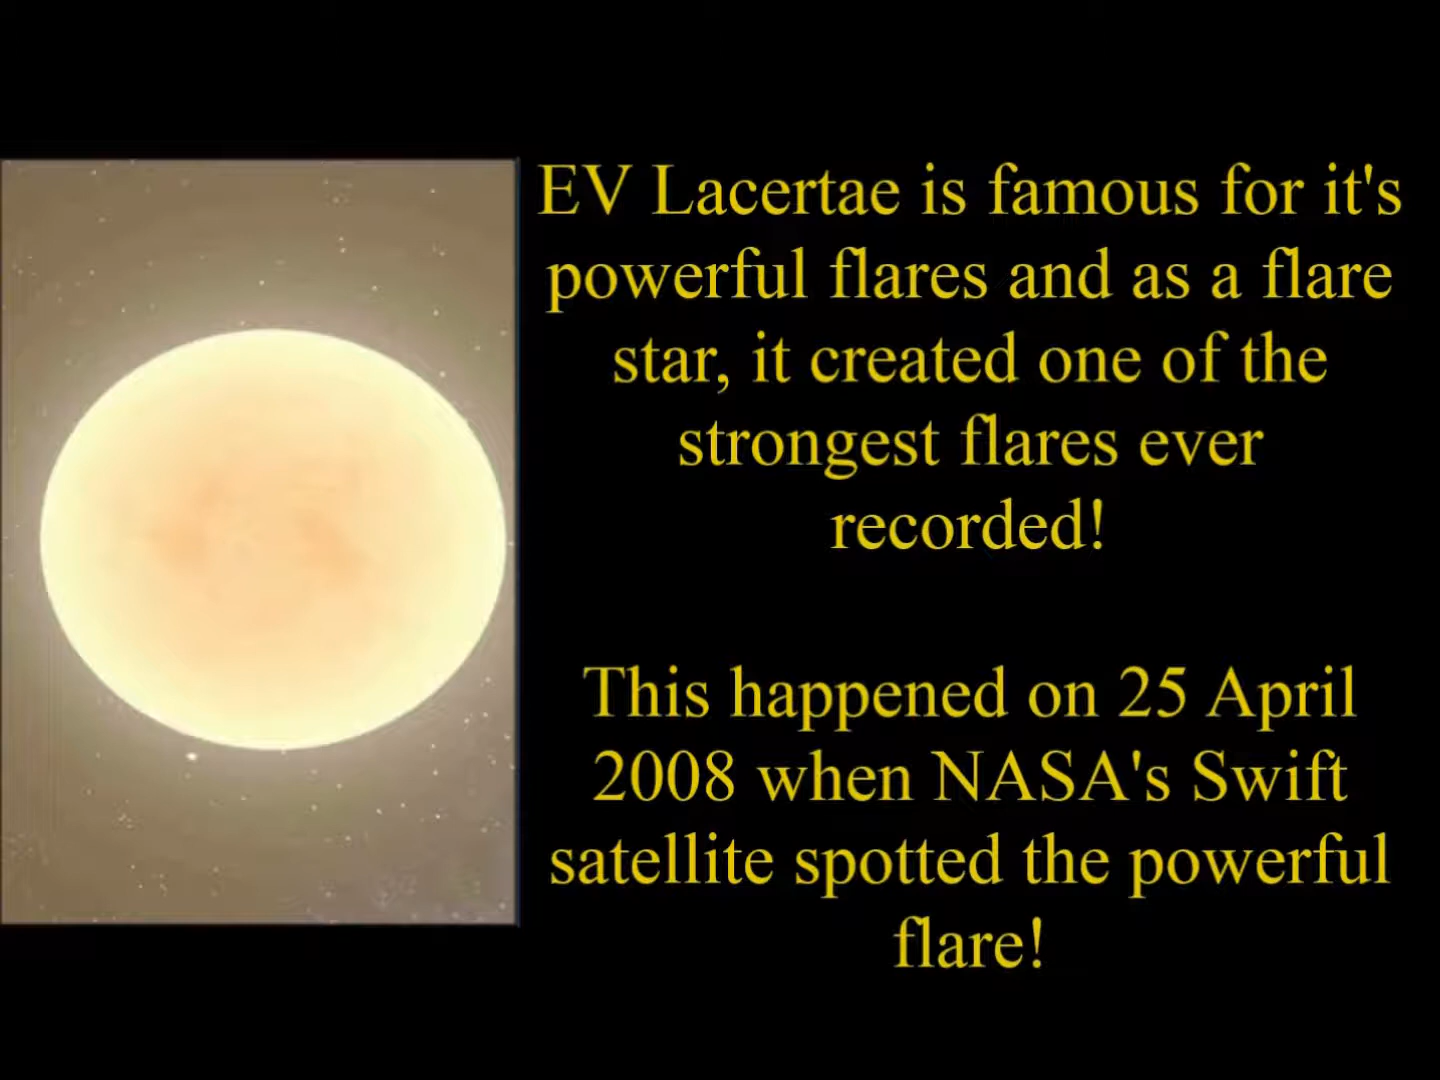 EV Lacertae is famous for it's
powerful flares and as a flare
star, it created one of the
strongest flares ever
recorded!
This happened on 25 April
2008 when NASA's Swift
satellite spotted the powerful
flare!